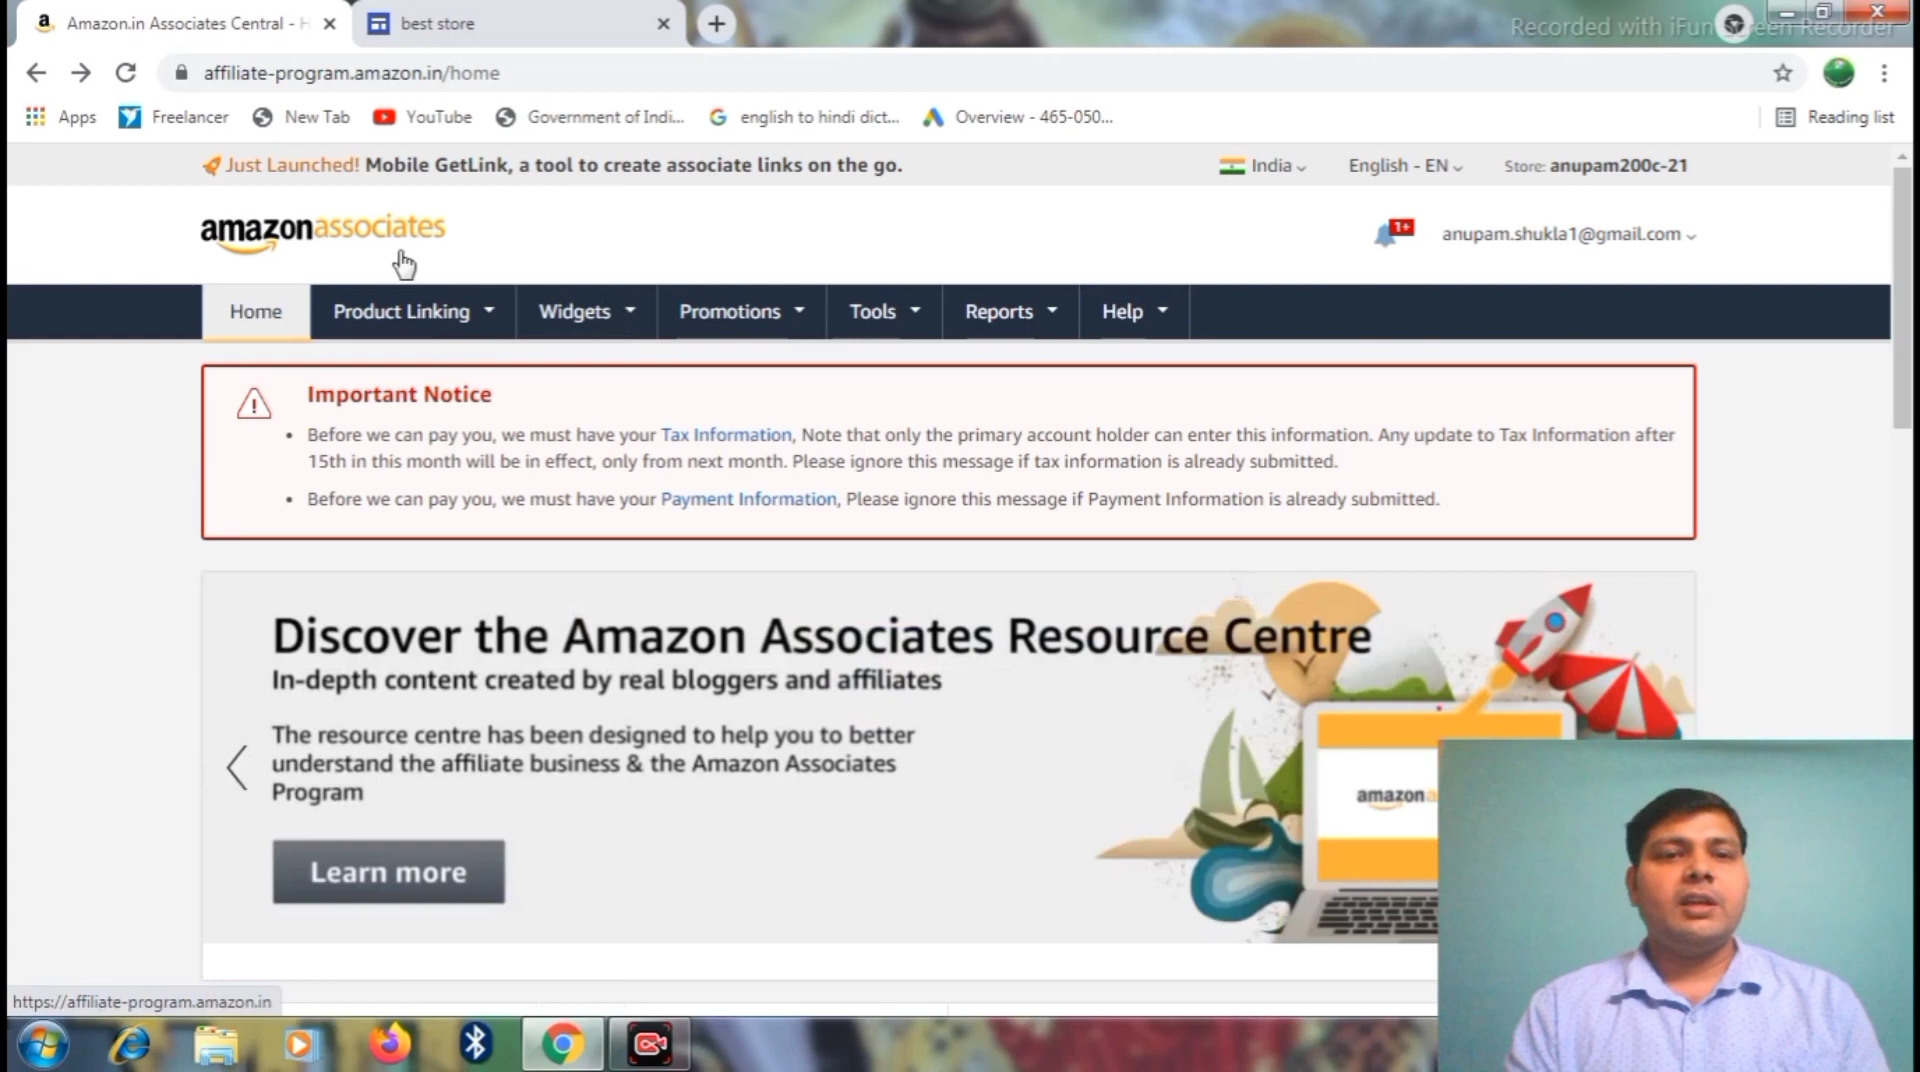 Amazon.in Associates Central - H
best store
Recorded with iFun Screen Recorder
affiliate-program.amazon.in/home
Apps
Freelancer
New Tab
YouTube
Government of Indi...
english to hindi dict...
Overview - 465-050...
Reading list
Just Launched! Mobile GetLink, a tool to create associate links on the go.
India
English - EN
Store: anupam200c-21
amazonassociates
1+
anupam.shukla1@gmail.com
Home
Product Linking
Widgets
Promotions
Tools
Reports
Help
Important Notice
• Before we can pay you, we must have your Tax Information, Note that only the primary account holder can enter this information. Any update to Tax Information after
15th in this month will be in effect, only from next month. Please ignore this message if tax information is already submitted.
• Before we can pay you, we must have your Payment Information, Please ignore this message if Payment Information is already submitted.
Discover the Amazon Associates Resource Centre
In-depth content created by real bloggers and affiliates
The resource centre has been designed to help you to better
understand the affiliate business & the Amazon Associates
Program
amazona
Learn more
https://affiliate-program.amazon.in